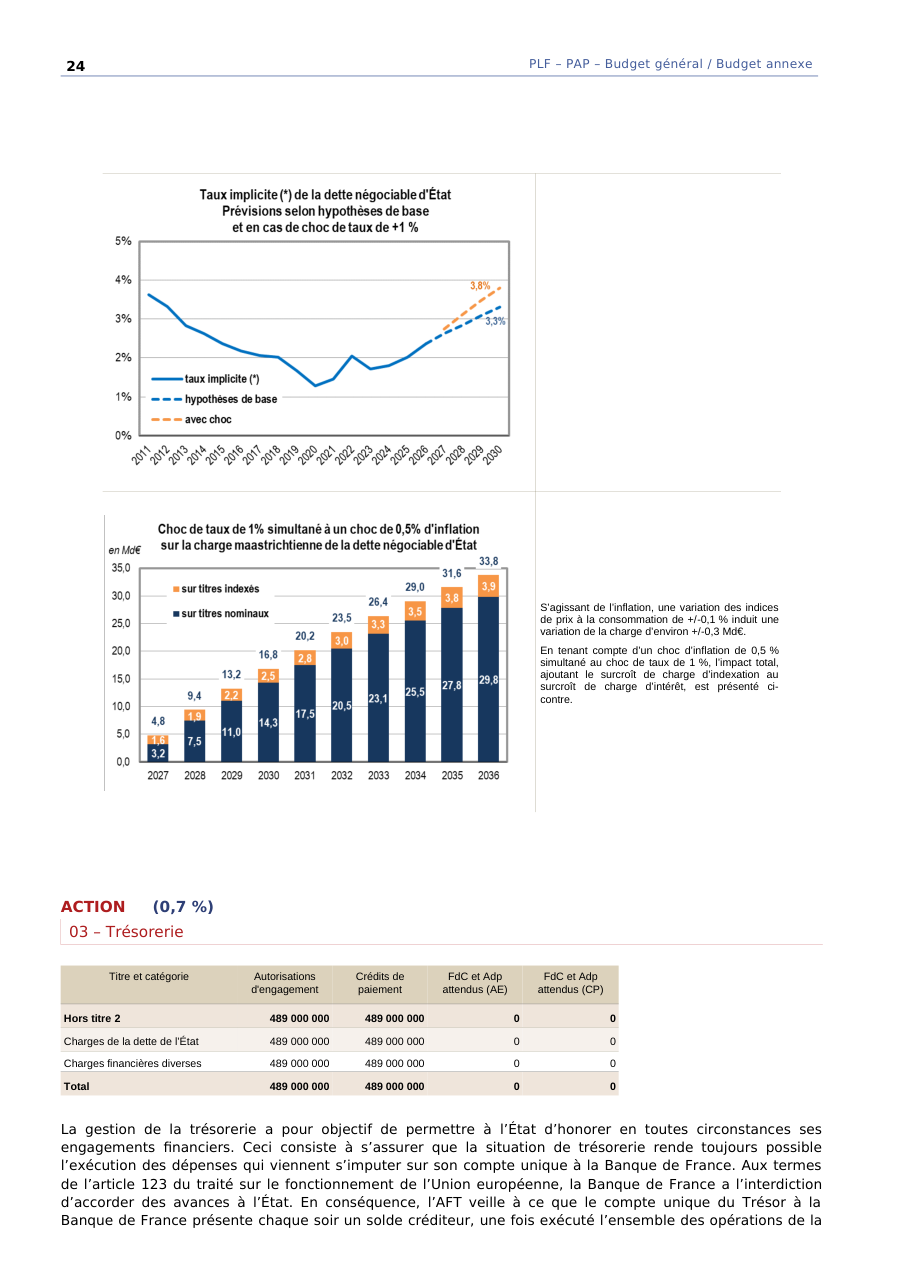 24
PLF – PAP – Budget général / Budget annexe
Taux implicite (*) de la dette négociable d'État
Prévisions selon hypothèses de base
et en cas de choc de taux de +1 %
5%
4%
3%
2%
1%
0%
3,8%
3,3%
taux implicite (*)
hypothèses de base
avec choc
2011 2012 2013 2014 2015 2016 2017 2018 2019 2020 2021 2022 2023 2024 2025 2026 2027 2028 2029 2030
Choc de taux de 1% simultané à un choc de 0,5% d'inflation
sur la charge maastrichtienne de la dette négociable d'État
en Md€
35,0
30,0
25,0
20,0
15,0
10,0
5,0
0,0
sur titres indexés
sur titres nominaux
4,8 9,4 13,2 16,8 20,2 23,5 26,4 29,0 31,6 33,8
1,6 1,9 2,2 2,5 2,8 3,0 3,3 3,5 3,8 3,9
3,2 7,5 11,0 14,3 17,5 20,5 23,1 25,5 27,8 29,8
2027 2028 2029 2030 2031 2032 2033 2034 2035 2036
S’agissant de l’inflation, une variation des indices
de prix à la consommation de +/-0,1 % induit une
variation de la charge d’environ +/-0,3 Md€.
En tenant compte d’un choc d’inflation de 0,5 %
simultané au choc de taux de 1 %, l’impact total,
ajoutant le surcroît de charge d’indexation au
surcroît de charge d’intérêt, est présenté ci-
contre.
ACTION (0,7 %)
03 – Trésorerie
Titre et catégorie Autorisations Crédits de FdC et Adp FdC et Adp
d'engagement paiement attendus (AE) attendus (CP)
Hors titre 2 489 000 000 489 000 000 0 0
Charges de la dette de l'État 489 000 000 489 000 000 0 0
Charges financières diverses 489 000 000 489 000 000 0 0
Total 489 000 000 489 000 000 0 0
La gestion de la trésorerie a pour objectif de permettre à l’État d’honorer en toutes circonstances ses
engagements financiers. Ceci consiste à s’assurer que la situation de trésorerie rende toujours possible
l’exécution des dépenses qui viennent s’imputer sur son compte unique à la Banque de France. Aux termes
de l’article 123 du traité sur le fonctionnement de l’Union européenne, la Banque de France a l’interdiction
d’accorder des avances à l’État. En conséquence, l’AFT veille à ce que le compte unique du Trésor à la
Banque de France présente chaque soir un solde créditeur, une fois exécuté l’ensemble des opérations de la